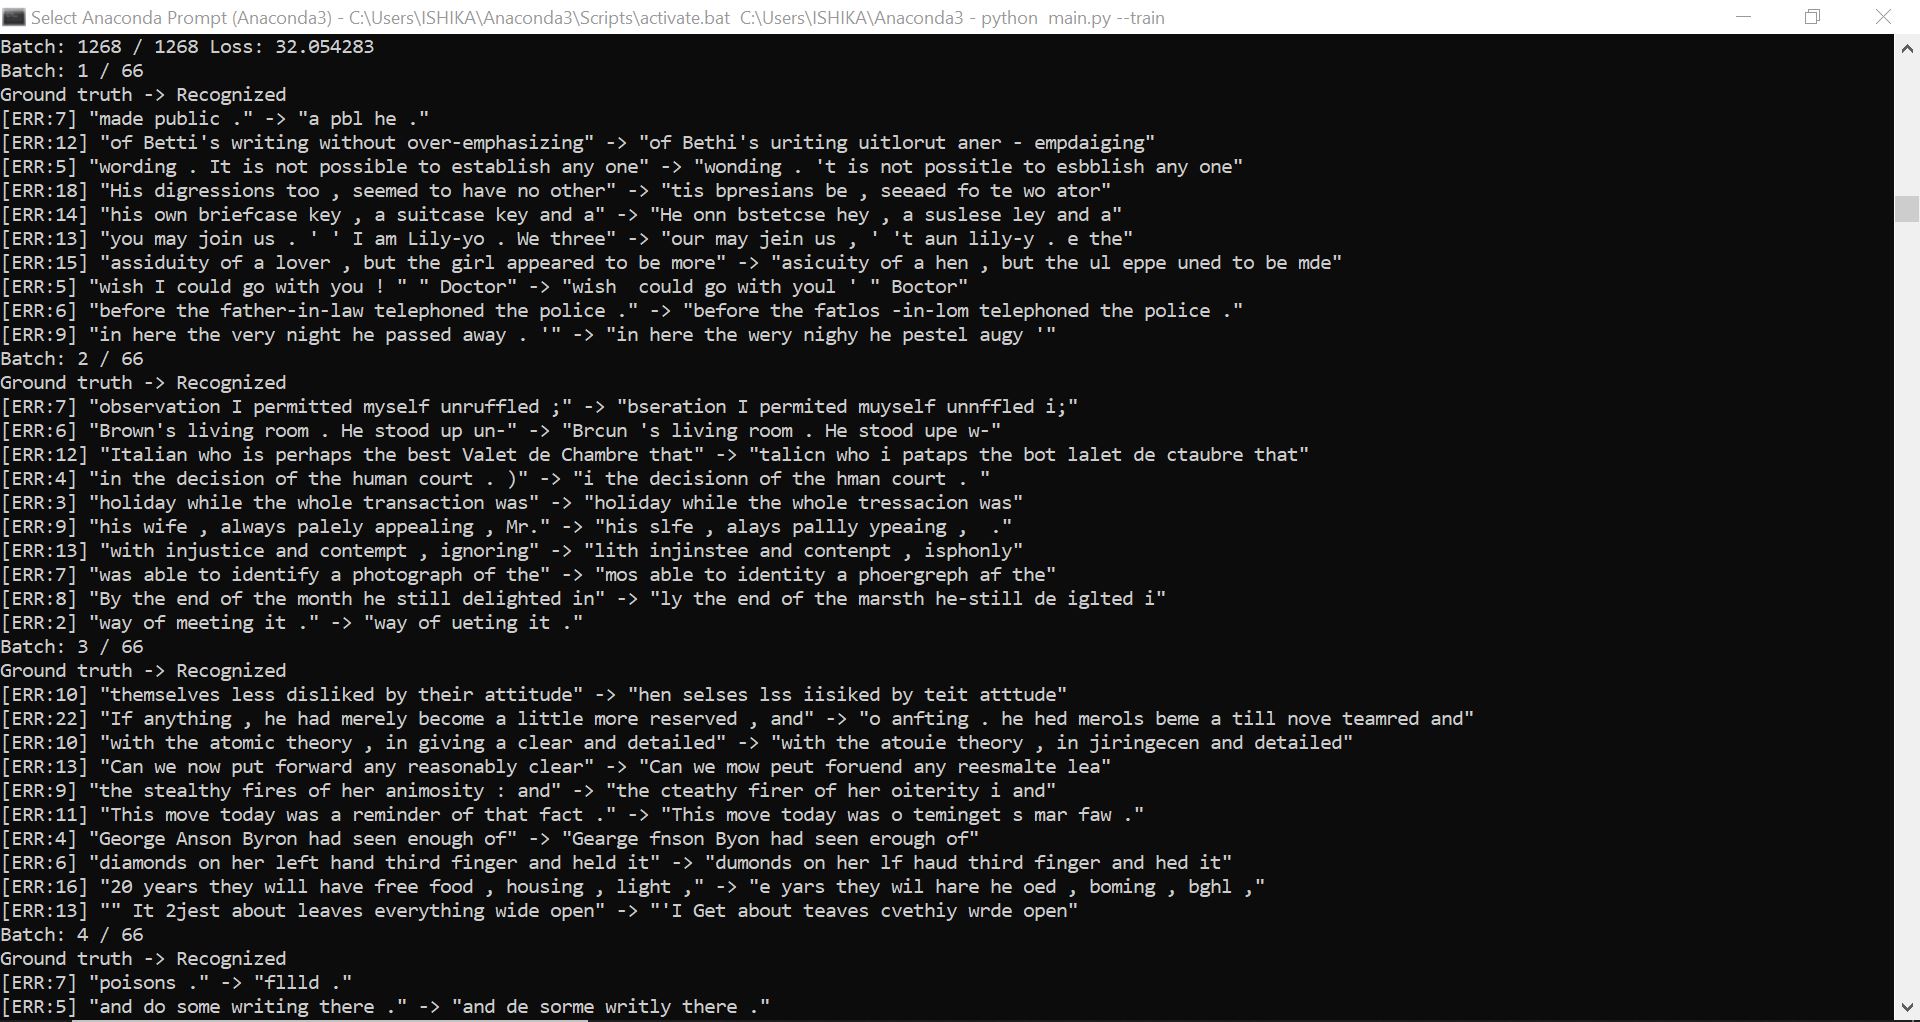 Select Anaconda Prompt (Anaconda3) - C:\Users\ISHIKA\Anaconda3\Scripts\activate.bat  C:\Users\ISHIKA\Anaconda3 - python  main.py --train
Batch: 1268 / 1268 Loss: 32.054283
Batch: 1 / 66
Ground truth -> Recognized
[ERR:7] "made public ." -> "a pbl he ."
[ERR:12] "of Betti's writing without over-emphasizing" -> "of Bethi's uriting uitlorut aner - empdaiging"
[ERR:5] "wording . It is not possible to establish any one" -> "wonding . 't is not possitle to esbblish any one"
[ERR:18] "His digressions too , seemed to have no other" -> "tis bpresians be , seeaed fo te wo ator"
[ERR:14] "his own briefcase key , a suitcase key and a" -> "He onn bstetcse hey , a suslese ley and a"
[ERR:13] "you may join us . ' ' I am Lily-yo . We three" -> "our may jein us , ' 't aun lily-y . e the"
[ERR:15] "assiduity of a lover , but the girl appeared to be more" -> "asicuity of a hen , but the ul eppe uned to be mde"
[ERR:5] "wish I could go with you ! " " Doctor" -> "wish  could go with youl ' " Boctor"
[ERR:6] "before the father-in-law telephoned the police ." -> "before the fatlos -in-lom telephoned the police ."
[ERR:9] "in here the very night he passed away . '" -> "in here the wery nighy he pestel augy '"
Batch: 2 / 66
Ground truth -> Recognized
[ERR:7] "observation I permitted myself unruffled ;" -> "bseration I permited muyself unnffled i;"
[ERR:6] "Brown's living room . He stood up un-" -> "Brcun 's living room . He stood upe w-"
[ERR:12] "Italian who is perhaps the best Valet de Chambre that" -> "talicn who i pataps the bot lalet de ctaubre that"
[ERR:4] "in the decision of the human court . )" -> "i the decisionn of the hman court . "
[ERR:3] "holiday while the whole transaction was" -> "holiday while the whole tressacion was"
[ERR:9] "his wife , always palely appealing , Mr." -> "his slfe , alays pallly ypeaing ,  ."
[ERR:13] "with injustice and contempt , ignoring" -> "lith injinstee and contenpt , isphonly"
[ERR:7] "was able to identify a photograph of the" -> "mos able to identity a phoergreph af the"
[ERR:8] "By the end of the month he still delighted in" -> "ly the end of the marsth he-still de iglted i"
[ERR:2] "way of meeting it ." -> "way of ueting it ."
Batch: 3 / 66
Ground truth -> Recognized
[ERR:10] "themselves less disliked by their attitude" -> "hen selses lss iisiked by teit atttude"
[ERR:22] "If anything , he had merely become a little more reserved , and" -> "o anfting . he hed merols beme a till nove teamred and"
[ERR:10] "with the atomic theory , in giving a clear and detailed" -> "with the atouie theory , in jiringecen and detailed"
[ERR:13] "Can we now put forward any reasonably clear" -> "Can we mow peut foruend any reesmalte lea"
[ERR:9] "the stealthy fires of her animosity : and" -> "the cteathy firer of her oiterity i and"
[ERR:11] "This move today was a reminder of that fact ." -> "This move today was o teminget s mar faw ."
[ERR:4] "George Anson Byron had seen enough of" -> "Gearge fnson Byon had seen erough of"
[ERR:6] "diamonds on her left hand third finger and held it" -> "dumonds on her lf haud third finger and hed it"
[ERR:16] "20 years they will have free food , housing , light ," -> "e yars they wil hare he oed , boming , bghl ,"
[ERR:13] "" It 2jest about leaves everything wide open" -> "'I Get about teaves cvethiy wrde open"
Batch: 4 / 66
Ground truth -> Recognized
[ERR:7] "poisons ." -> "fllld ."
[ERR:5] "and do some writing there ." -> "and de sorme writly there ."